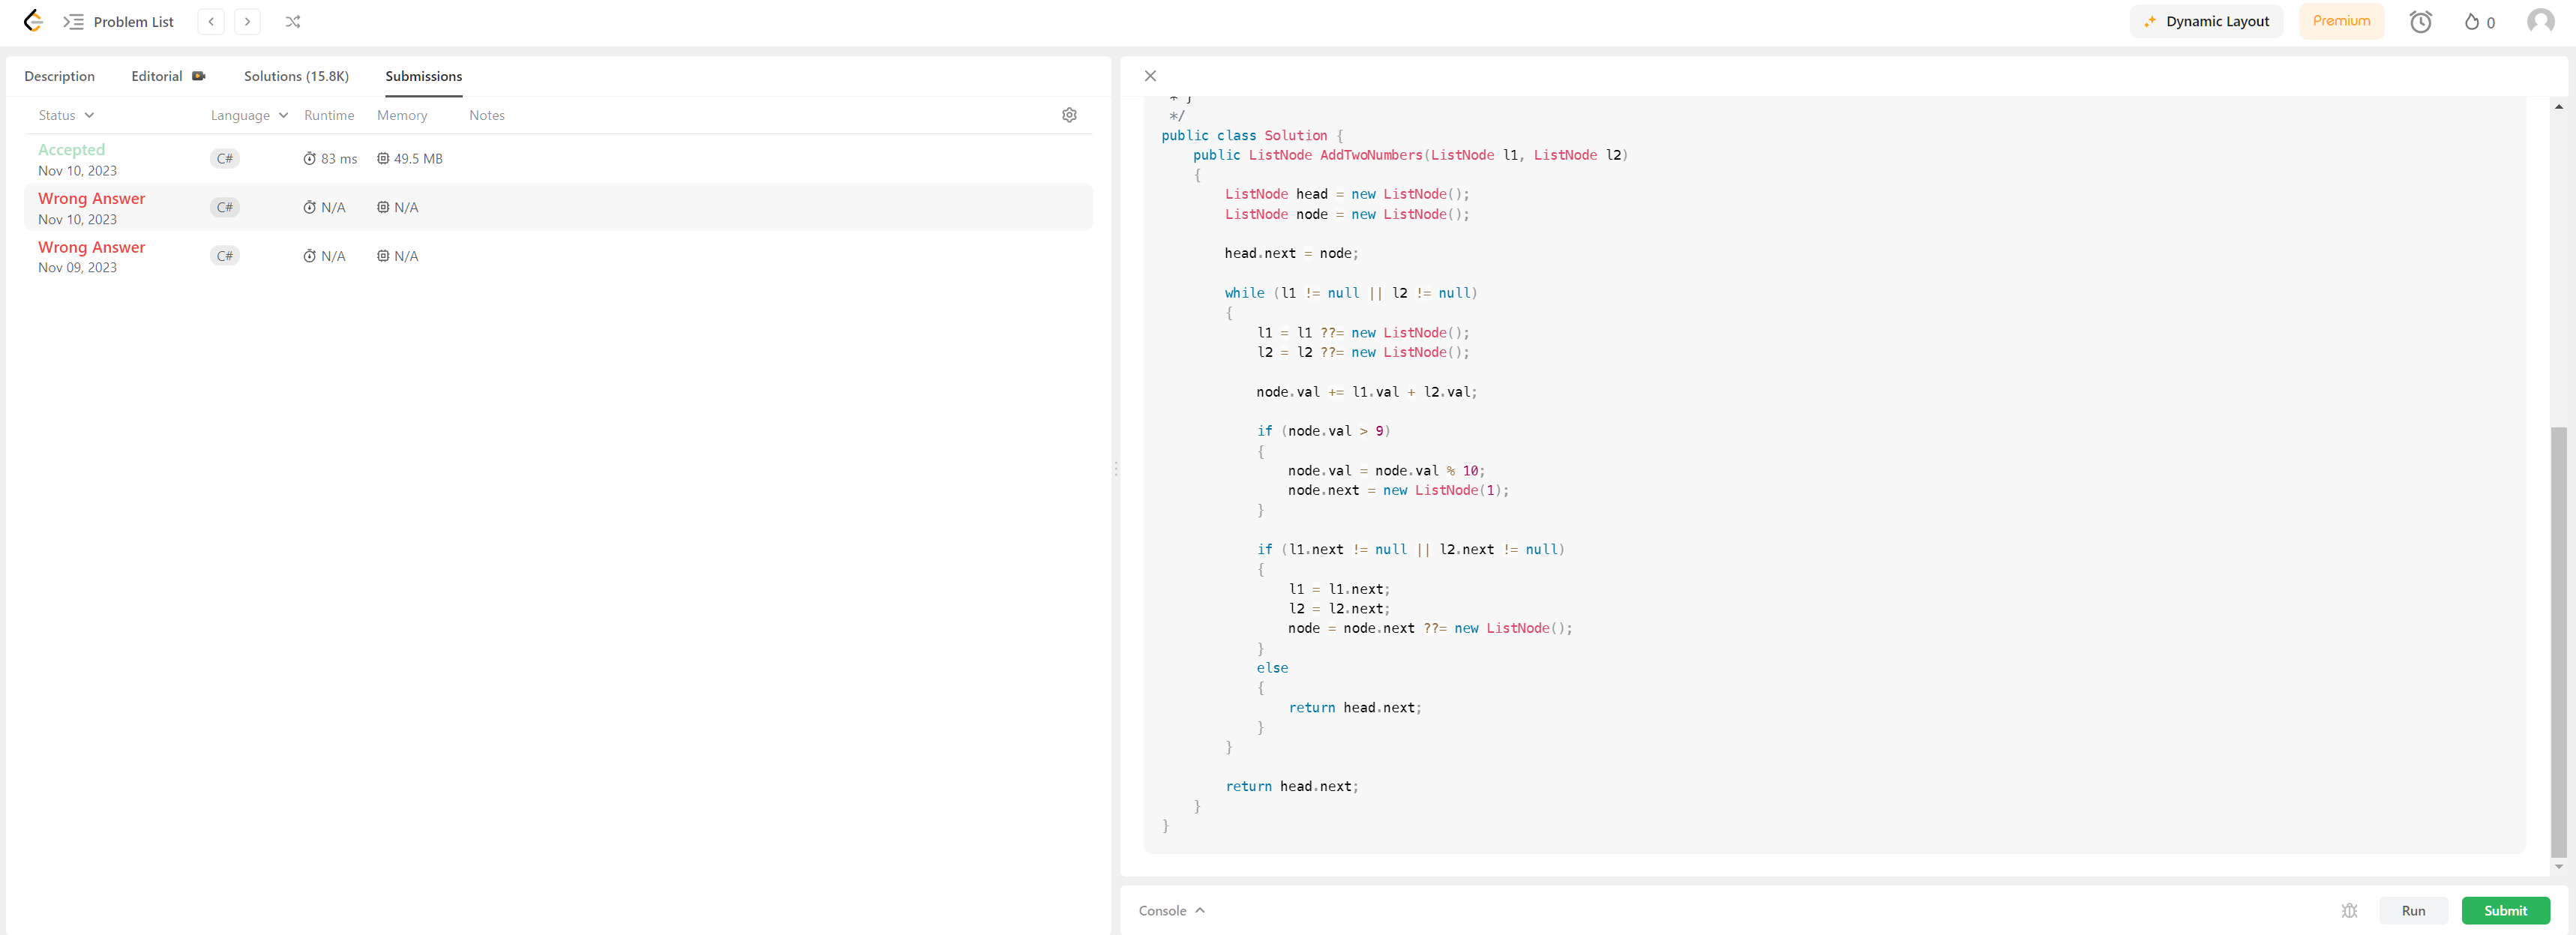 Problem List
Dynamic Layout
Premium
0
Description
Editorial
Solutions (15.8K)
Submissions
Status
Language
Runtime
Memory
Notes
Accepted
Nov 10, 2023
C#
83 ms
49.5 MB
Wrong Answer
Nov 10, 2023
C#
N/A
N/A
Wrong Answer
Nov 09, 2023
C#
N/A
N/A
* }
*/
public class Solution {
public ListNode AddTwoNumbers(ListNode l1, ListNode l2)
{
ListNode head = new ListNode();
ListNode node = new ListNode();
head.next = node;
while (l1 != null || l2 != null)
{
l1 = l1 ??= new ListNode();
l2 = l2 ??= new ListNode();
node.val += l1.val + l2.val;
if (node.val > 9)
{
node.val = node.val % 10;
node.next = new ListNode(1);
}
if (l1.next != null || l2.next != null)
{
l1 = l1.next;
l2 = l2.next;
node = node.next ??= new ListNode();
}
else
{
return head.next;
}
}
return head.next;
}
}
Console
Run
Submit